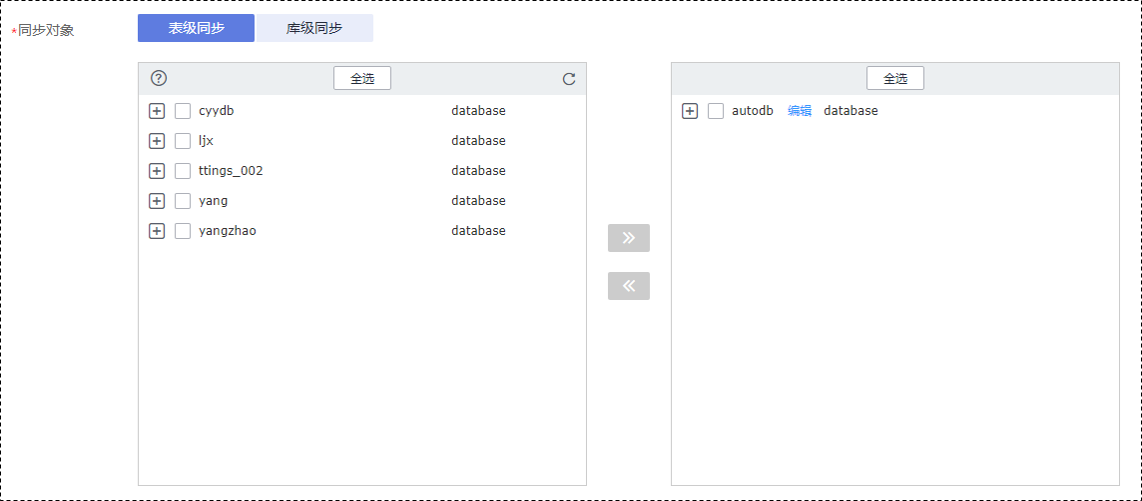 *同步对象 表级同步 库级同步
全选 全选
cyydb database autodb 编辑 database
ljx database
ttings_002 database
yang database
yangzhao database